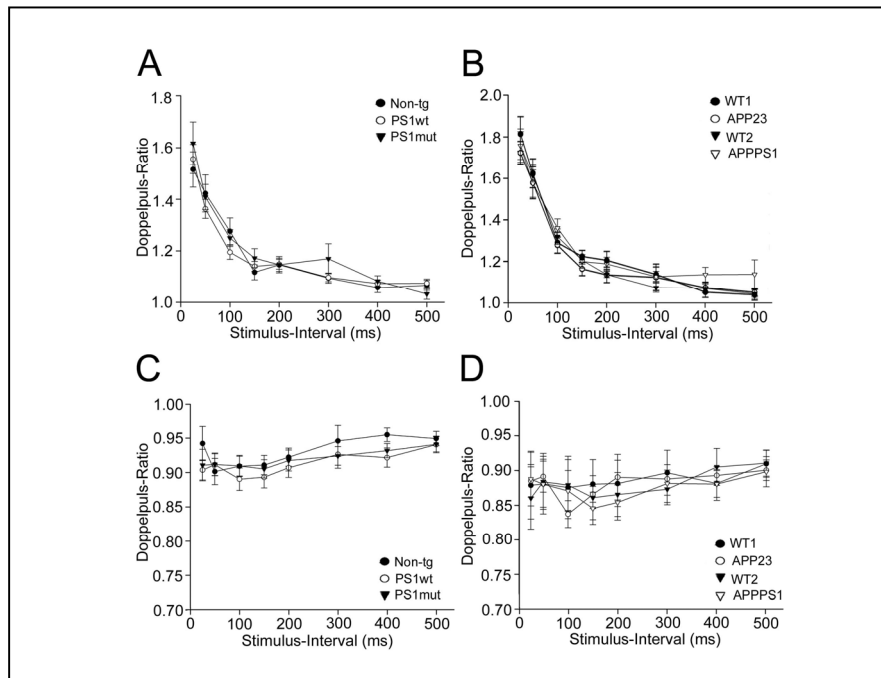 A
Doppelpuls-Ratio
1.8
1.6
1.4
1.2
1.0
0 100 200 300 400 500
Stimulus-Interval (ms)
Non-tg
PS1wt
PS1mut
B
Doppelpuls-Ratio
2.0
1.8
1.6
1.4
1.2
1.0
0 100 200 300 400 500
Stimulus-Interval (ms)
WT1
APP23
WT2
APPPS1
C
Doppelpuls-Ratio
1.00
0.95
0.90
0.85
0.80
0.70
0 100 200 300 400 500
Stimulus-Interval (ms)
Non-tg
PS1wt
PS1mut
D
Doppelpuls-Ratio
1.00
0.95
0.90
0.85
0.80
0.70
0 100 200 300 400 500
Stimulus-Interval (ms)
WT1
APP23
WT2
APPPS1